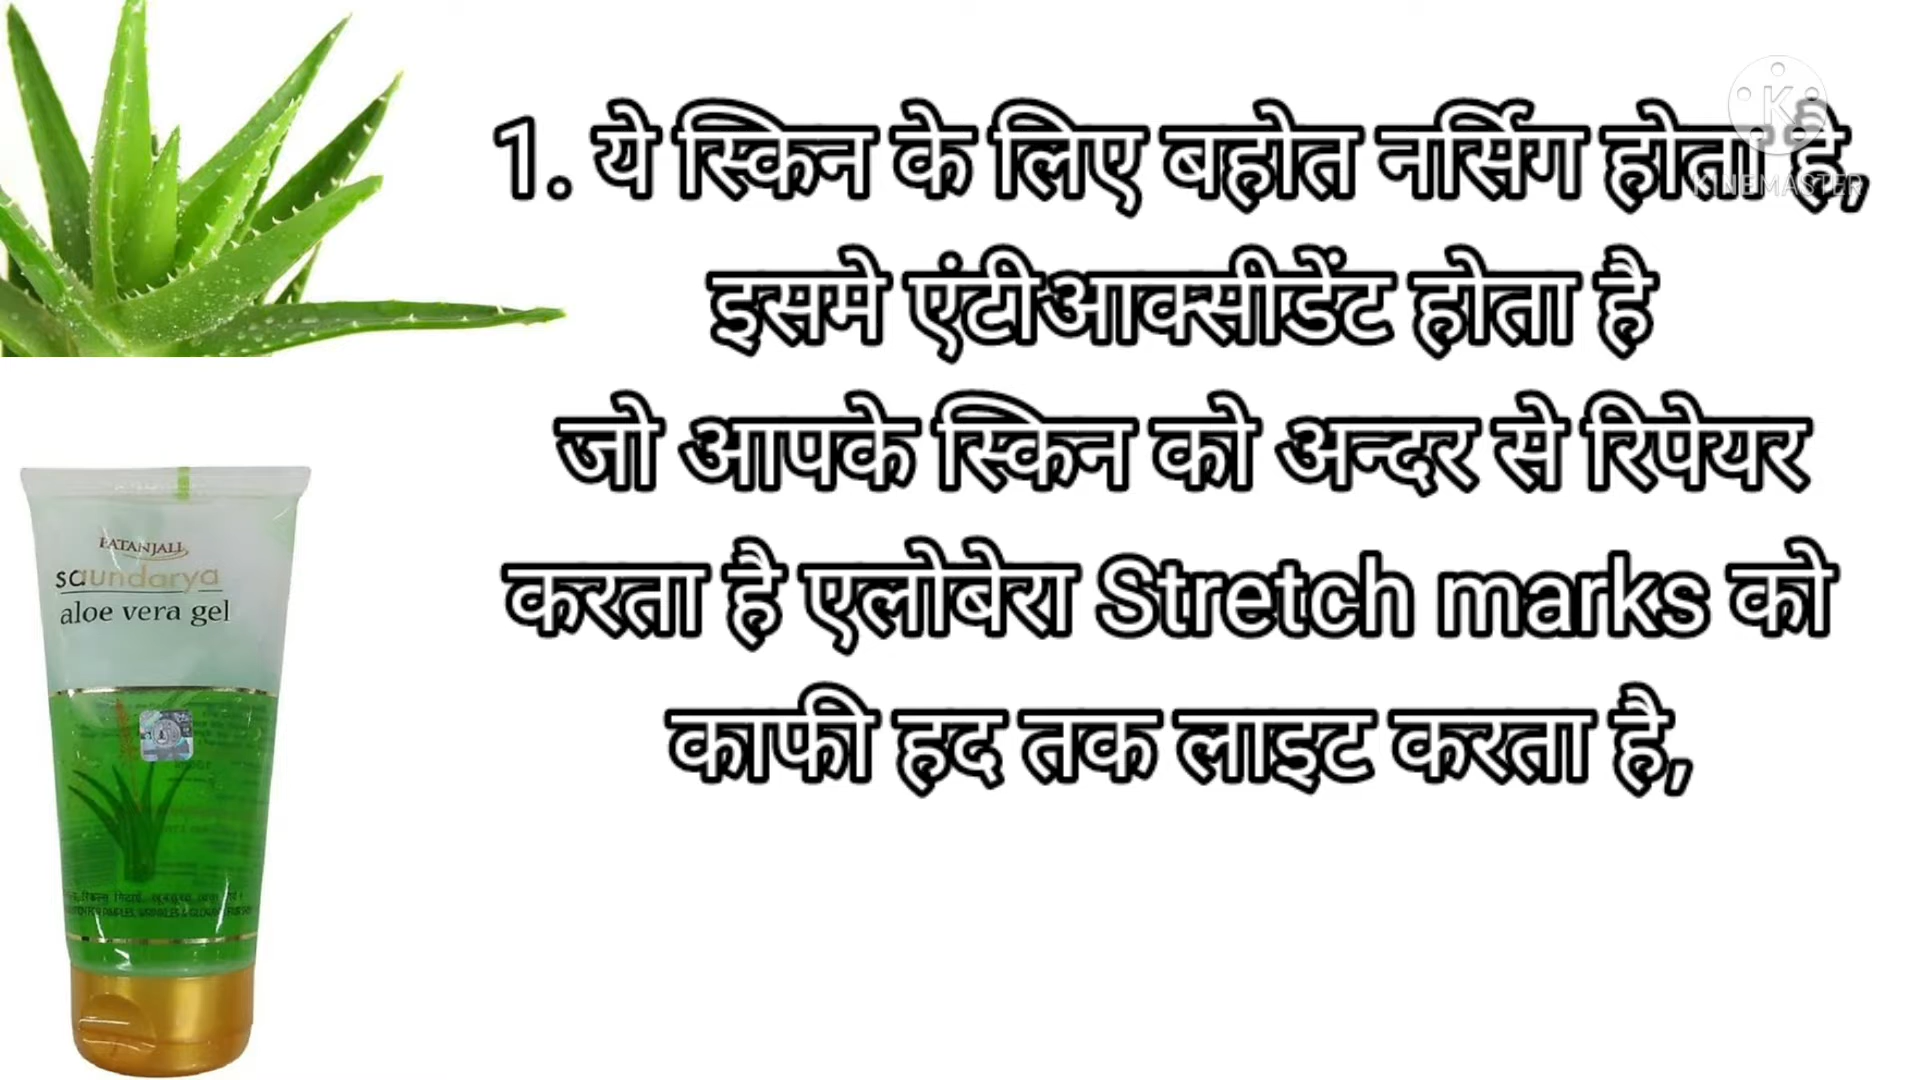 1. ये स्किन के लिए बहोत नर्सिग होता है,
इसमे एंटीआक्सीडेंट होता है
जो आपके स्किन को अन्दर से रिपेयर
करता है एलोबेरा Stretch marks को
काफी हद तक लाइट करता है,
K
KINEMASTER
PATANJALI
saundarya
aloe vera gel